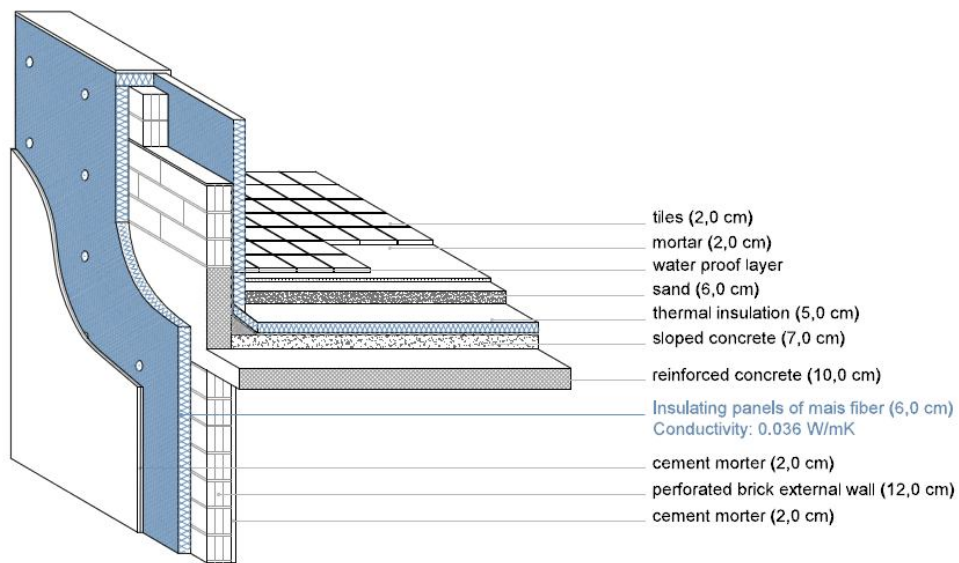 tiles (2,0 cm)
mortar (2,0 cm)
water proof layer
sand (6,0 cm)
thermal insulation (5,0 cm)
sloped concrete (7,0 cm)
reinforced concrete (10,0 cm)
Insulating panels of mais fiber (6,0 cm)
Conductivity: 0.036 W/mK
cement morter (2,0 cm)
perforated brick external wall (12,0 cm)
cement morter (2,0 cm)